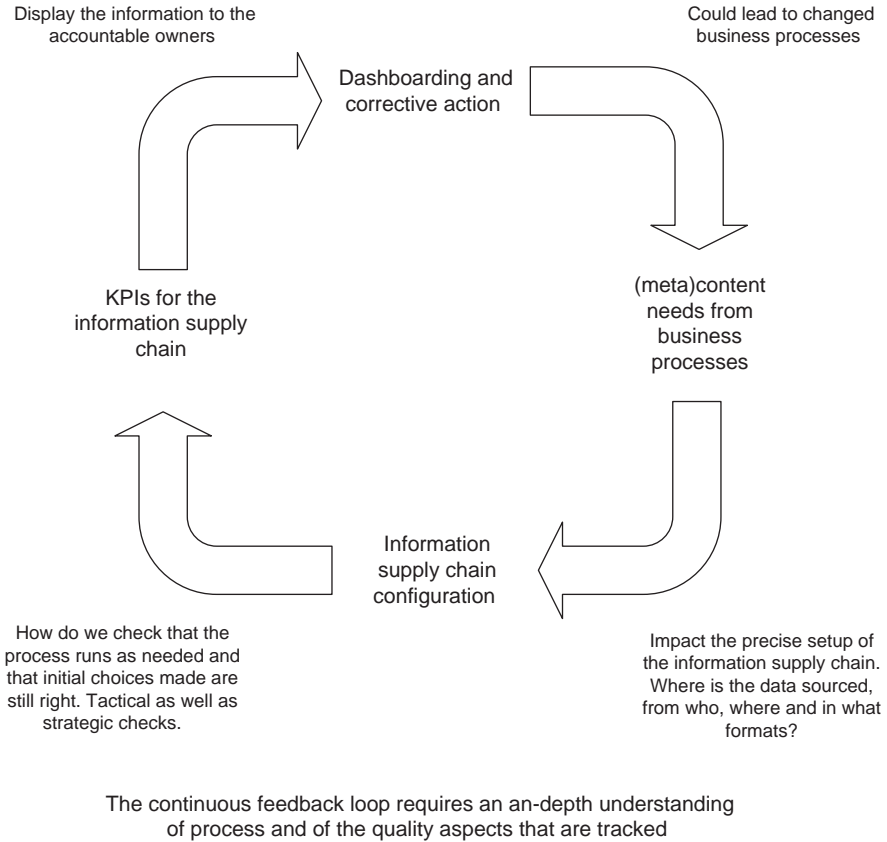 Display the information to the
accountable owners
Could lead to changed
business processes
Dashboarding and
corrective action
(meta)content
needs from
business
processes
KPIs for the
information supply
chain
Information
supply chain
configuration
How do we check that the
process runs as needed and
that initial choices made are
still right. Tactical as well as
strategic checks.
Impact the precise setup of
the information supply chain.
Where is the data sourced,
from who, where and in what
formats?
The continuous feedback loop requires an an-depth understanding
of process and of the quality aspects that are tracked